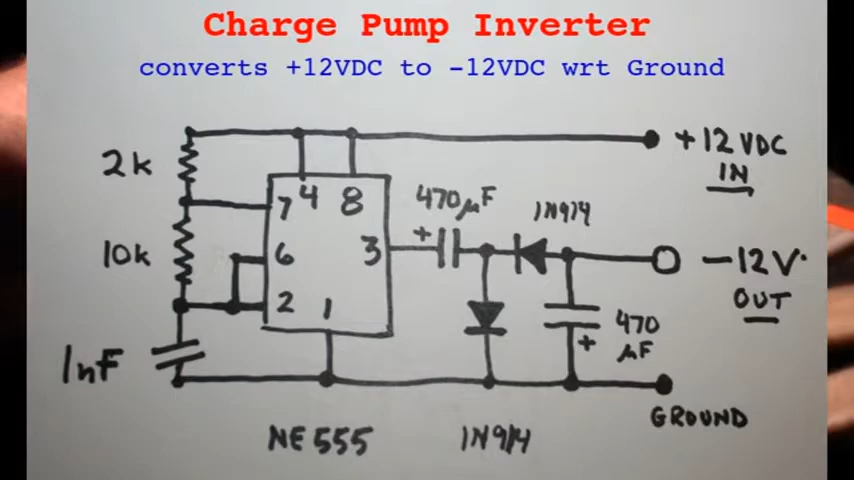 Charge Pump Inverter
converts +12VDC to -12VDC wrt Ground
+12 VDC
IN
2k
7 4 8
470µF
+
1N914
10k
6
3
-12V.
OUT
2 1
470
µF
+
1nF
GROUND
NE555
1N914